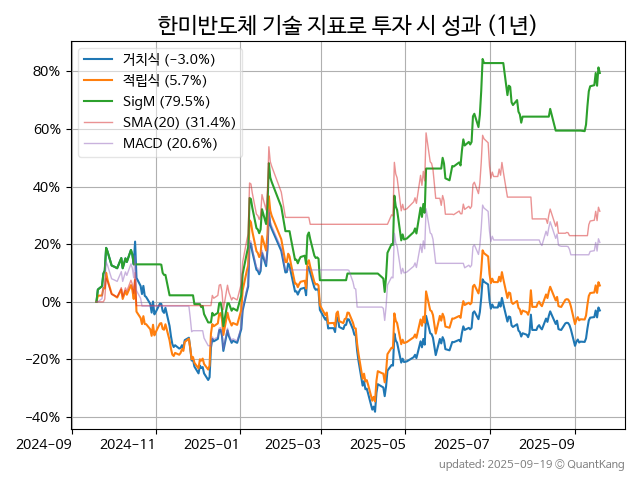 한미반도체 기술 지표로 투자 시 성과 (1년)
거치식 (−3.0%)
적립식 (5.7%)
SigM (79.5%)
SMA(20) (31.4%)
MACD (20.6%)
80%
60%
40%
20%
0%
−20%
−40%
2024-09 2024-11 2025-01 2025-03 2025-05 2025-07 2025-09
updated: 2025-09-19 © QuantKang